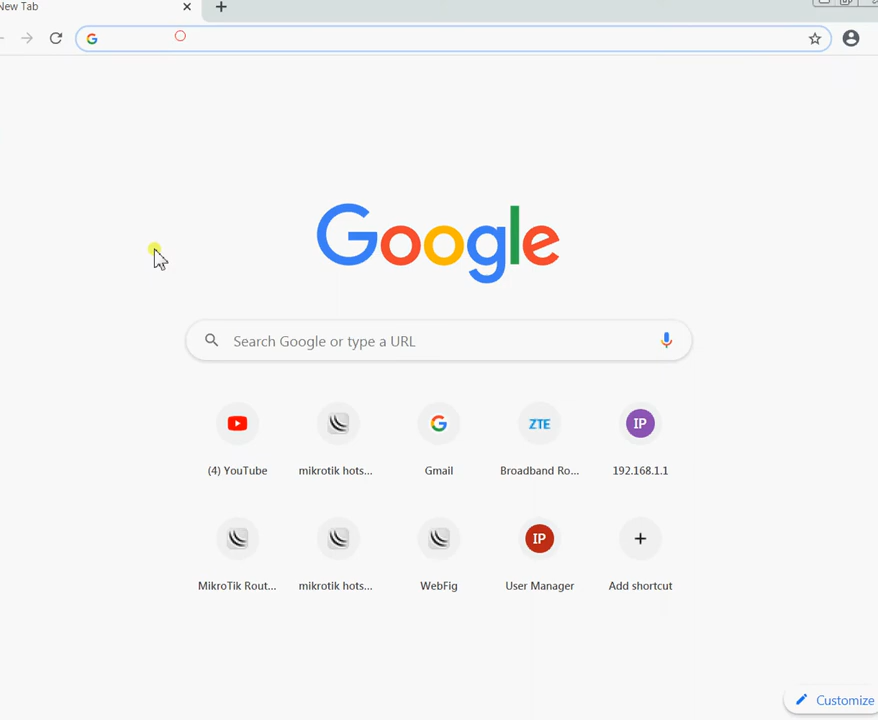 New Tab
Google
Search Google or type a URL
ZTE
IP
(4) YouTube
mikrotik hots...
Gmail
Broadband Ro...
192.168.1.1
IP
MikroTik Rout...
mikrotik hots...
WebFig
User Manager
Add shortcut
Customize